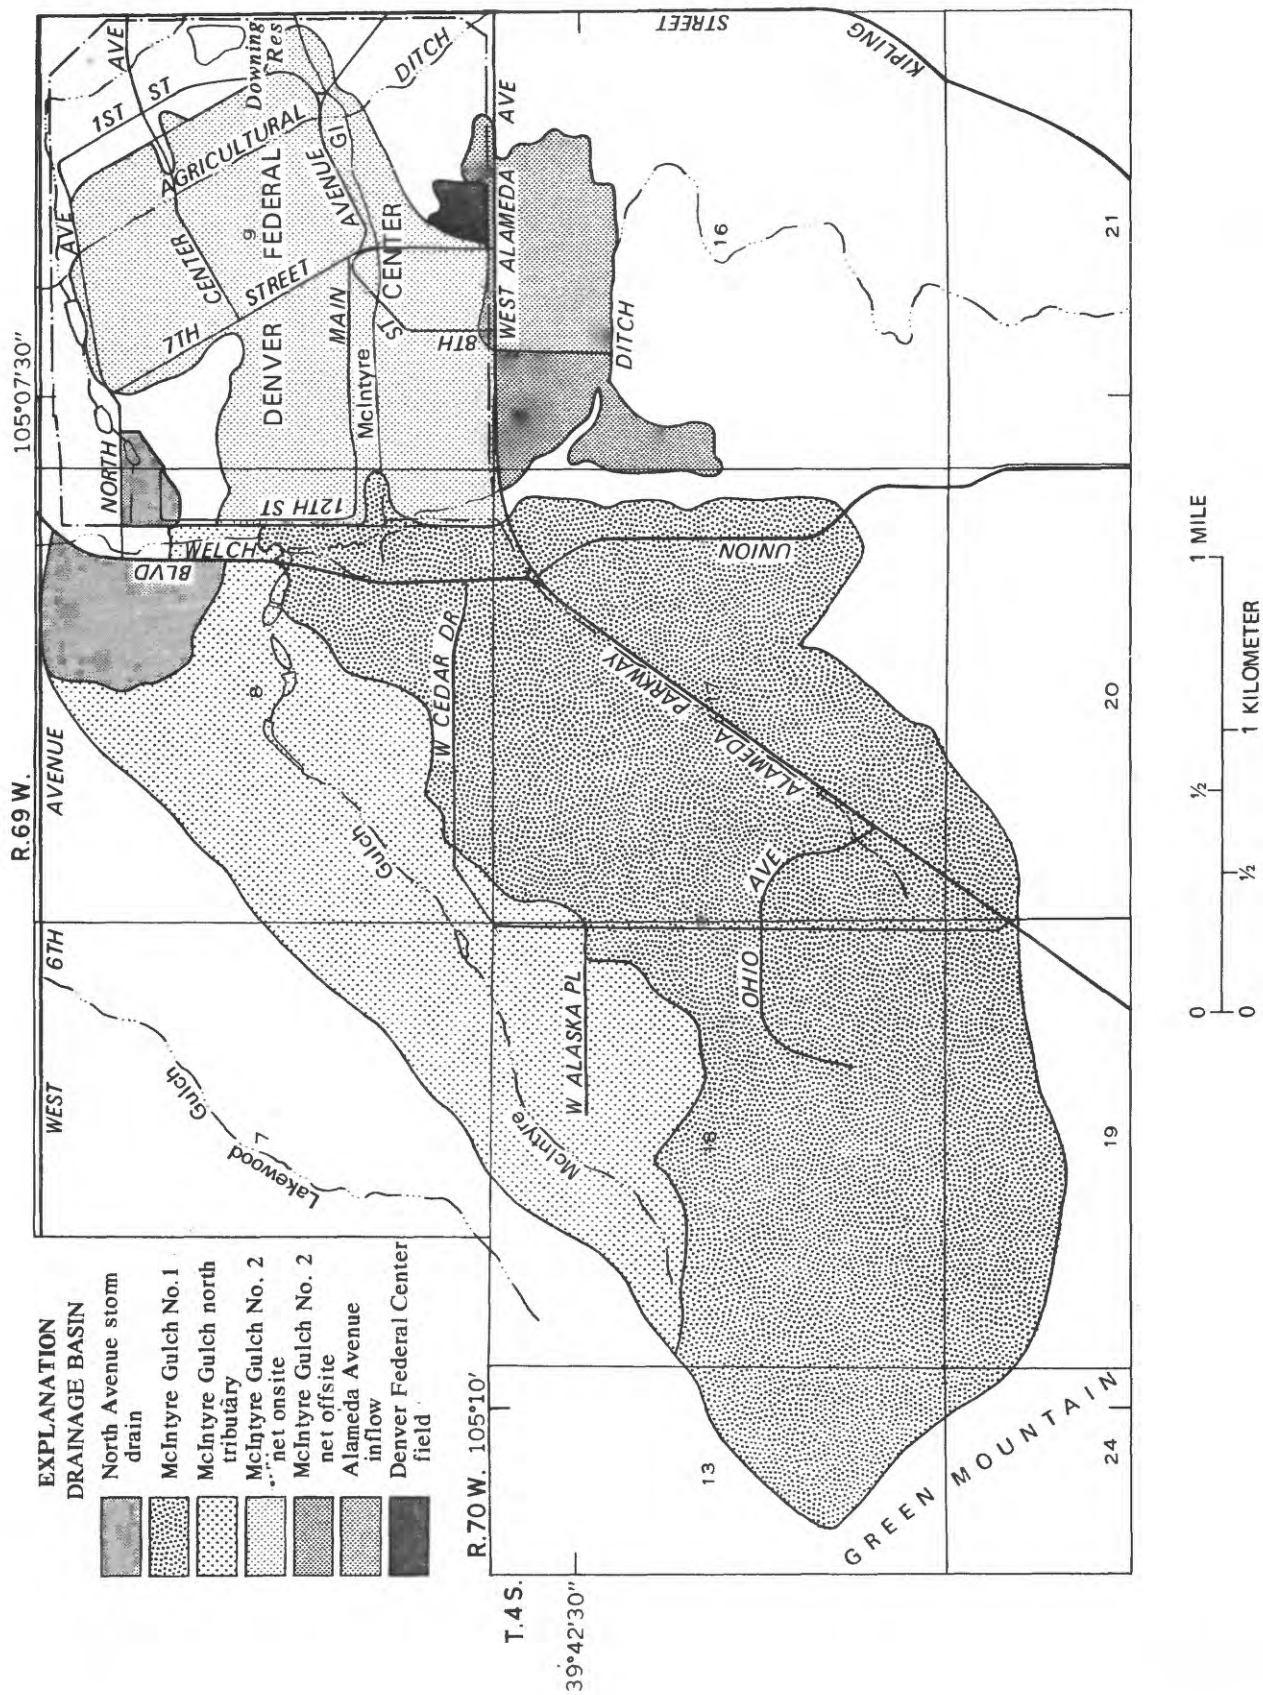 EXPLANATION
DRAINAGE BASIN
North Avenue storm
drain
McIntyre Gulch No. 1
McIntyre Gulch north
tributary
McIntyre Gulch No. 2
net onsite
McIntyre Gulch No. 2
net offsite
Alameda Avenue
inflow
Denver Federal Center
field
R.69 W.
105°07'30"
R.70 W.
105°10'
T.4 S.
39°42'30"
WEST 6TH AVENUE
Lakewood Gulch
7
8
9
13
18
16
19
20
21
24
McIntyre Gulch
W ALASKA PL
W CEDAR DR
OHIO AVE
ALAMEDA PARKWAY
UNION
WELCH
BLVD
NORTH AVE
12TH ST
McIntyre GI
MAIN AVENUE
DENVER FEDERAL CENTER
7TH STREET
8TH ST
CENTER AVE
1ST ST
AGRICULTURAL DITCH
Downing
Res
WEST ALAMEDA AVE
DITCH
KIPLING STREET
GREEN MOUNTAIN
0 1/2 1 MILE
0 1/2 1 KILOMETER